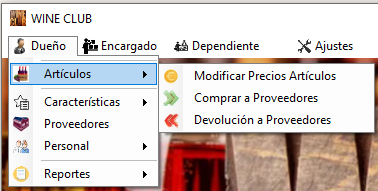 WINE CLUB
Dueño Encargado Dependiente Ajustes
Artículos
Características
Proveedores
Personal
Reportes
Modificar Precios Artículos
Comprar a Proveedores
Devolución a Proveedores